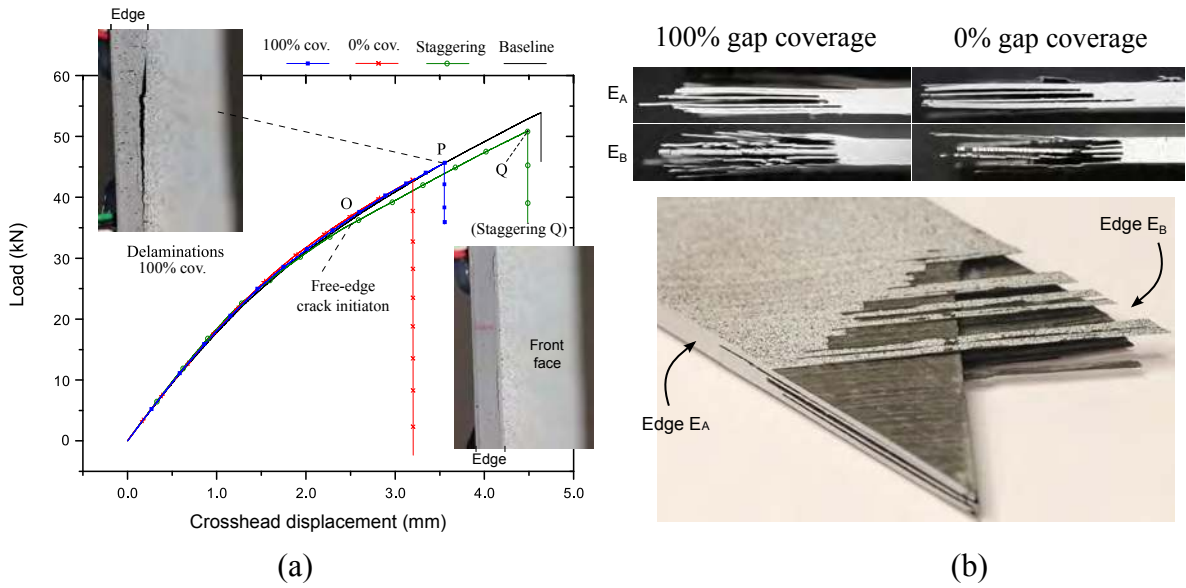 Edge
100% cov.
0% cov.
Staggering
Baseline
60
50
40
30
20
10
0
Load (kN)
P
O
Q
(Staggering Q)
Delaminations
100% cov.
Free-edge
crack initiaton
Front
face
Edge
0.0 1.0 2.0 3.0 4.0 5.0
Crosshead displacement (mm)
(a)
100% gap coverage
0% gap coverage
EA
EB
Edge EB
Edge EA
(b)